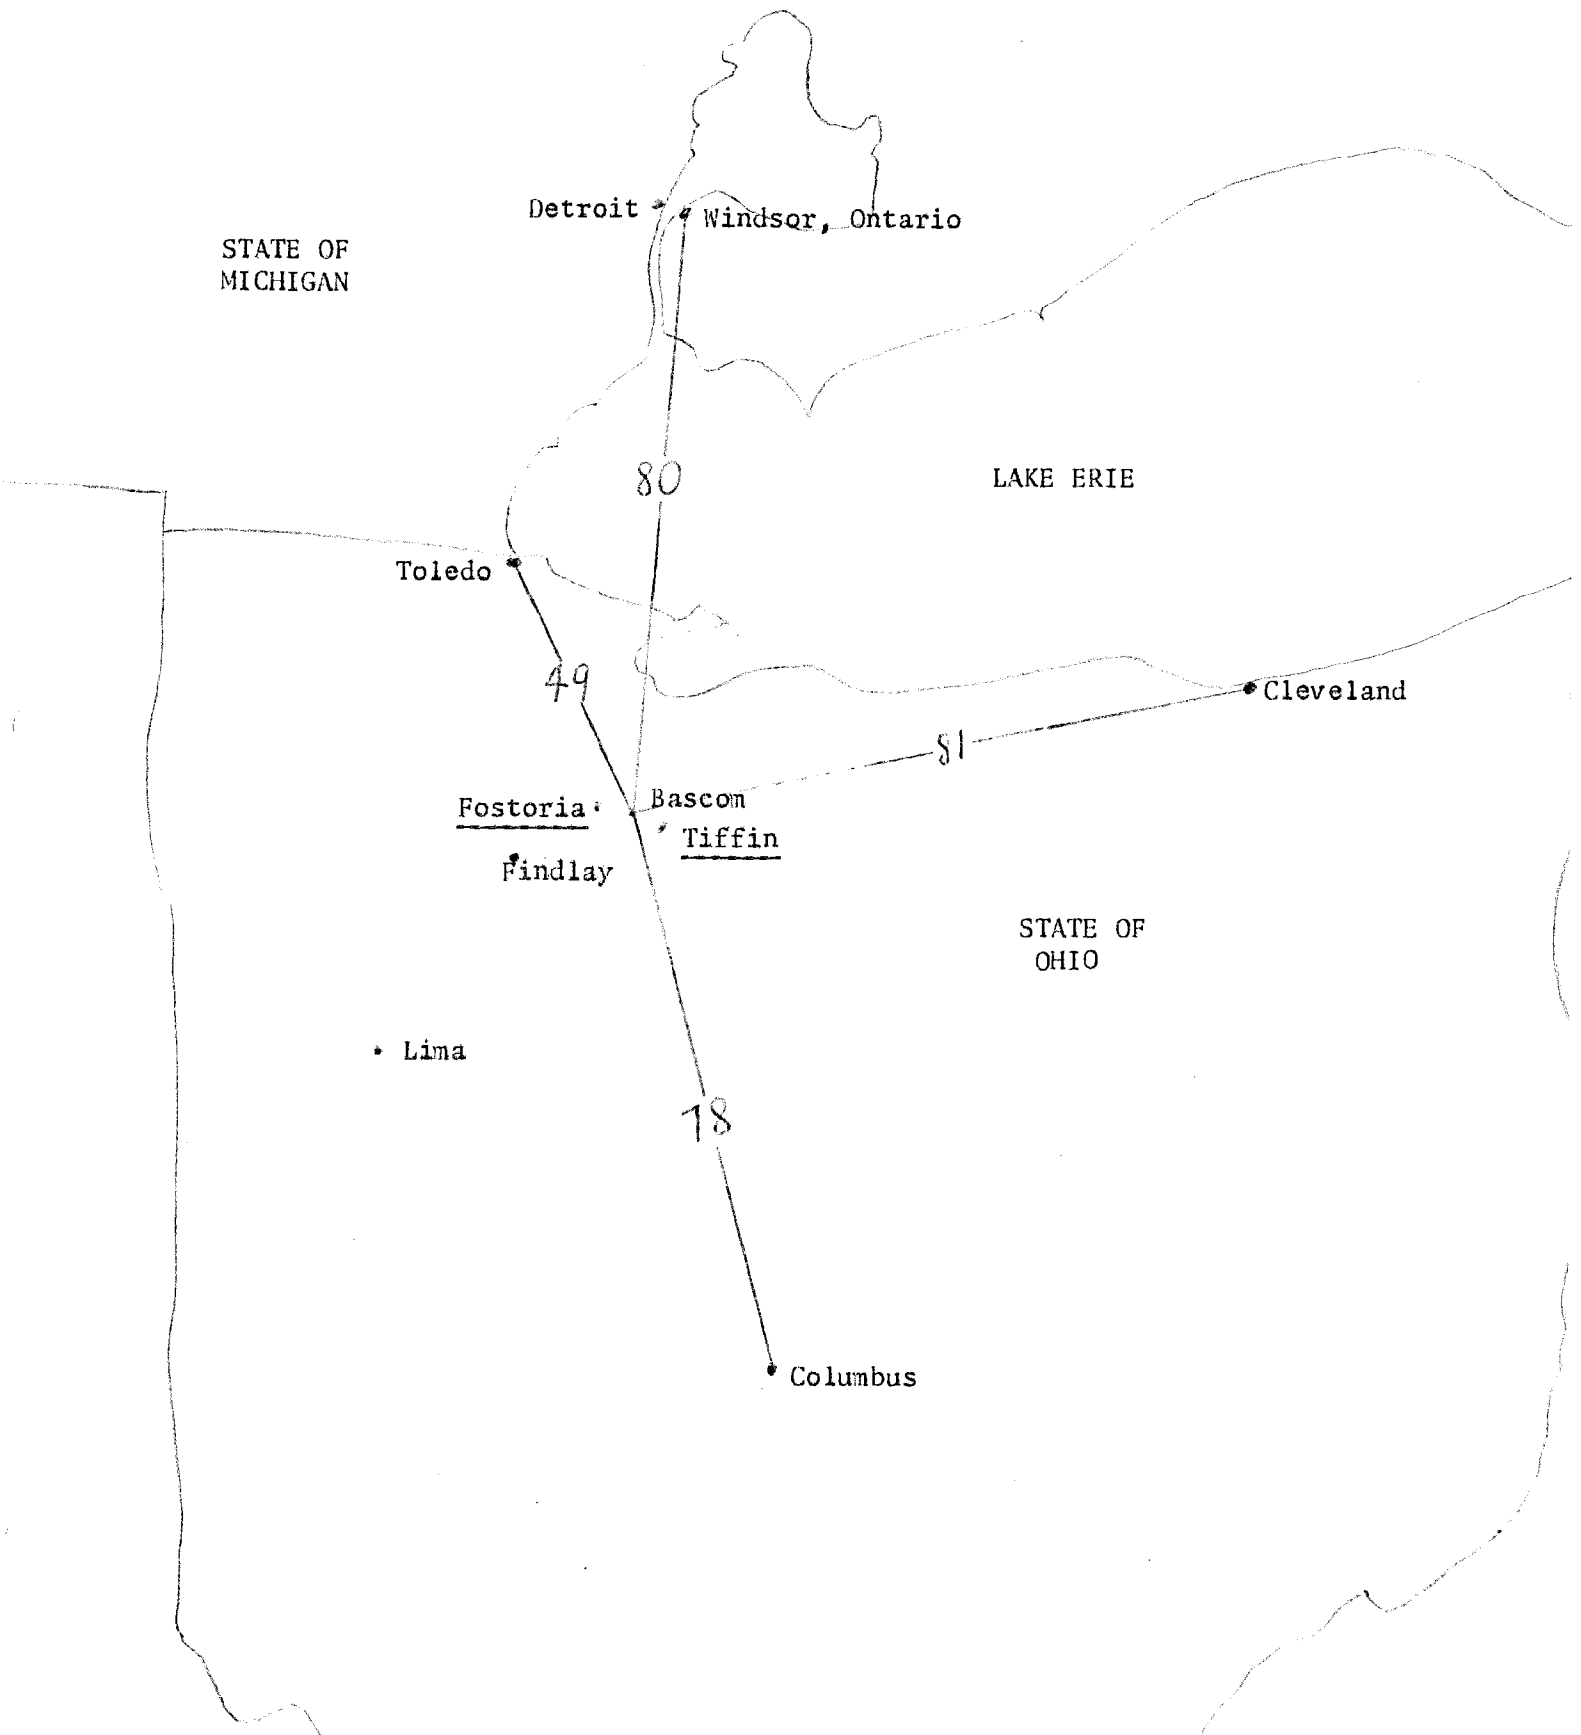 Detroit
Windsor, Ontario
STATE OF
MICHIGAN
80
LAKE ERIE
Toledo
49
Cleveland
81
Bascom
Fostoria
Tiffin
Findlay
STATE OF
OHIO
Lima
78
Columbus